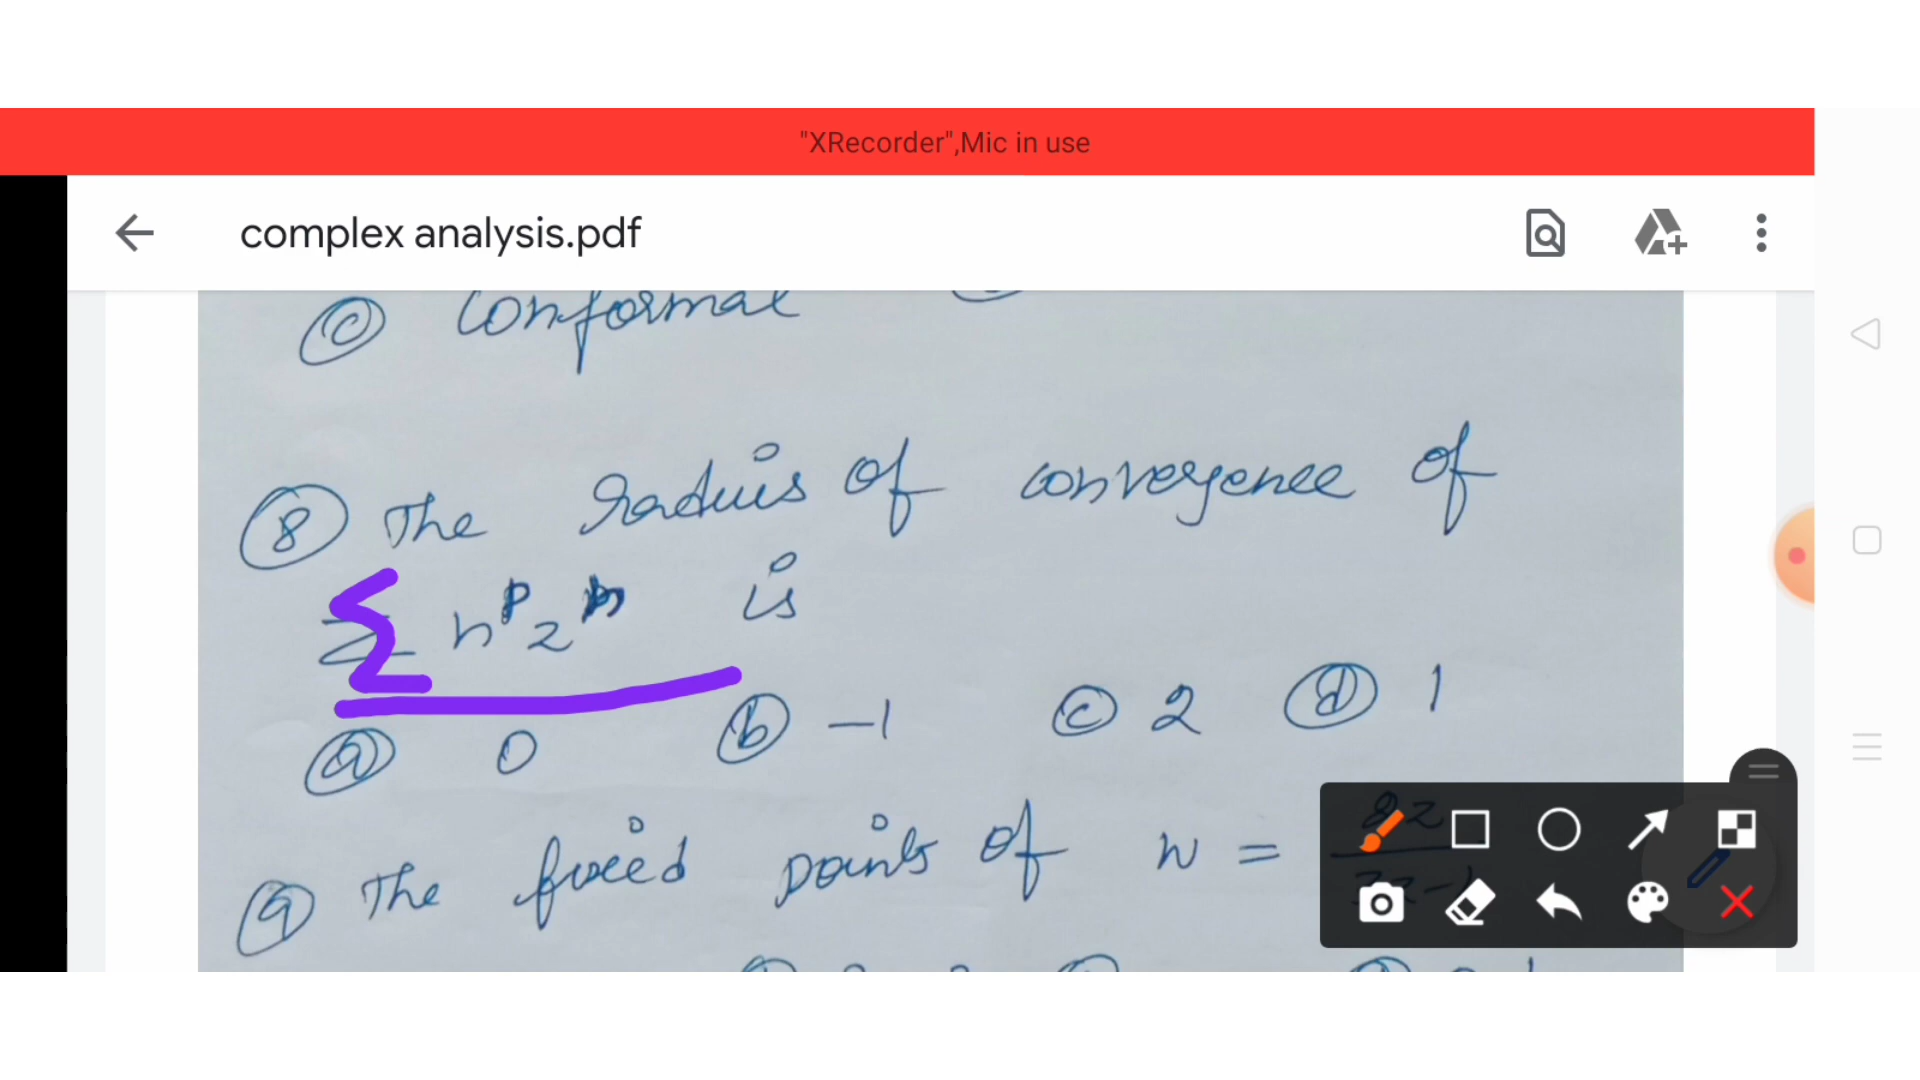 "XRecorder",Mic in use
complex analysis.pdf
ⓒ Conformal
⑧ The radius of convergence of
Σ n^p z^n is
ⓐ 0 ⓑ -1 ⓒ 2 ⓓ 1
⑨ The fixed points of w =